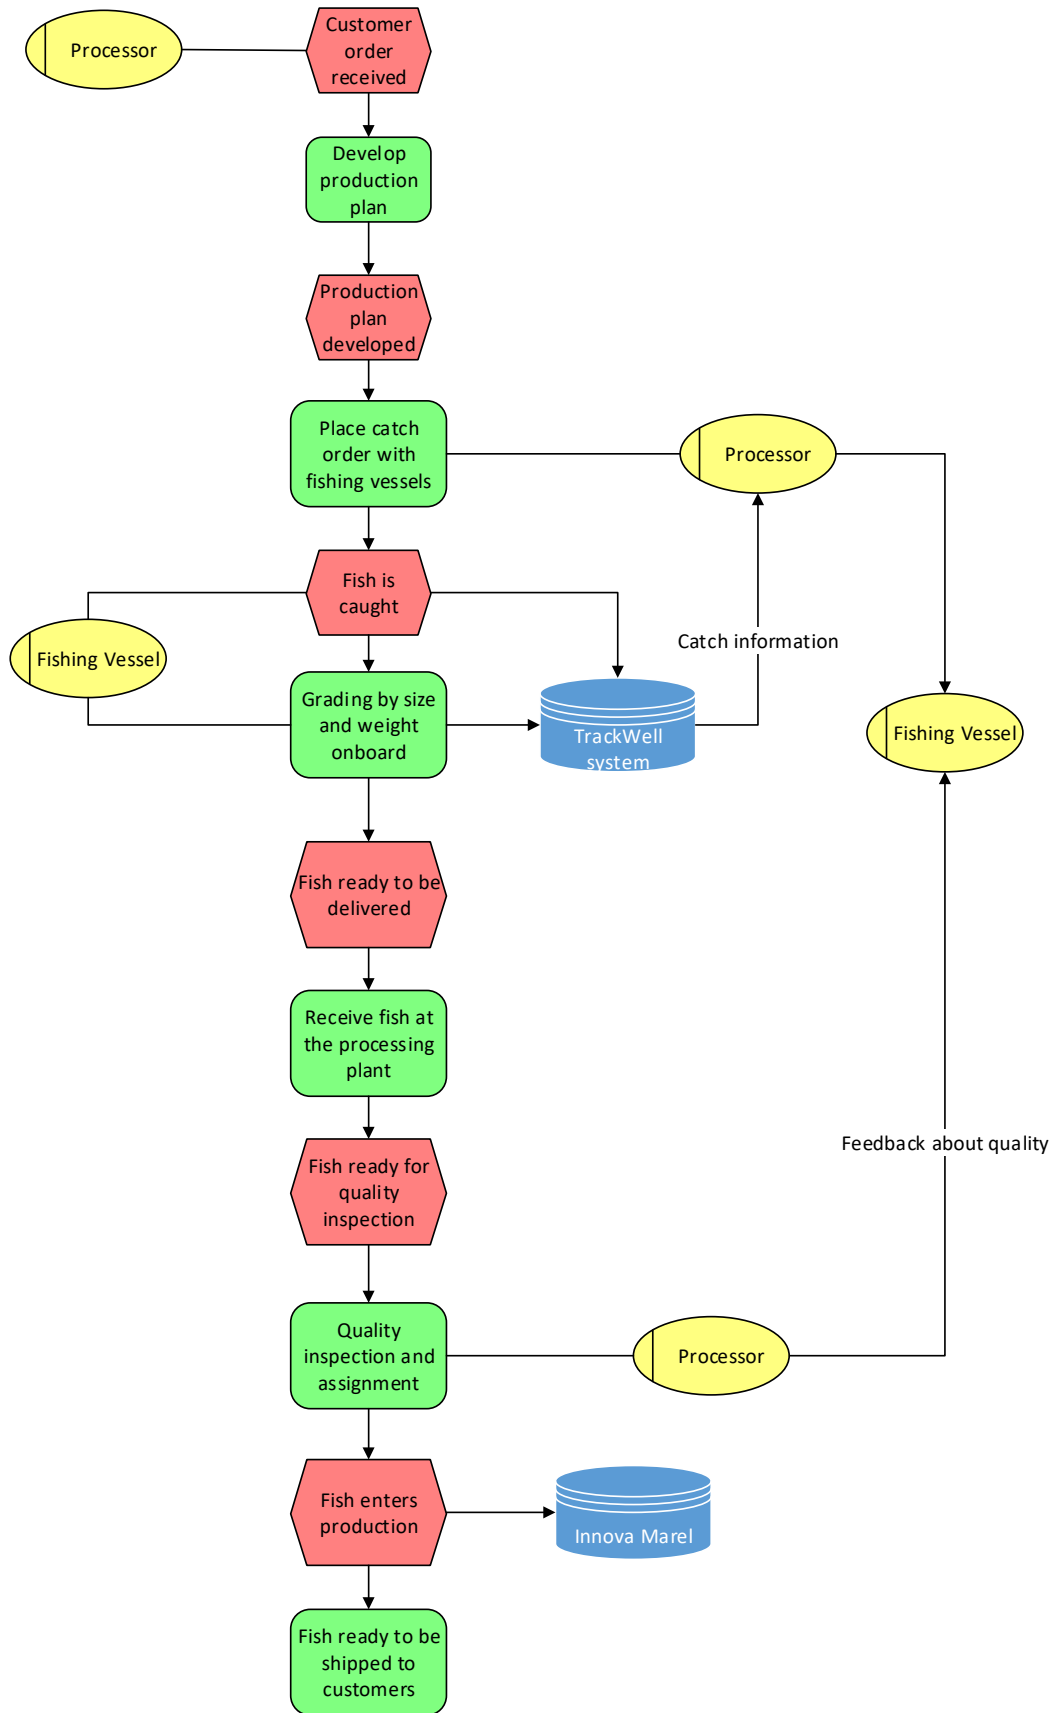 Processor
Customer
order
received
Develop
production
plan
Production
plan
developed
Place catch
order with
fishing vessels
Processor
Fish is
caught
Catch information
Fishing Vessel
Grading by size
and weight
onboard
TrackWell
system
Fishing Vessel
Fish ready to be
delivered
Receive fish at
the processing
plant
Feedback about quality
Fish ready for
quality
inspection
Quality
inspection and
assignment
Processor
Fish enters
production
Innova Marel
Fish ready to be
shipped to
customers